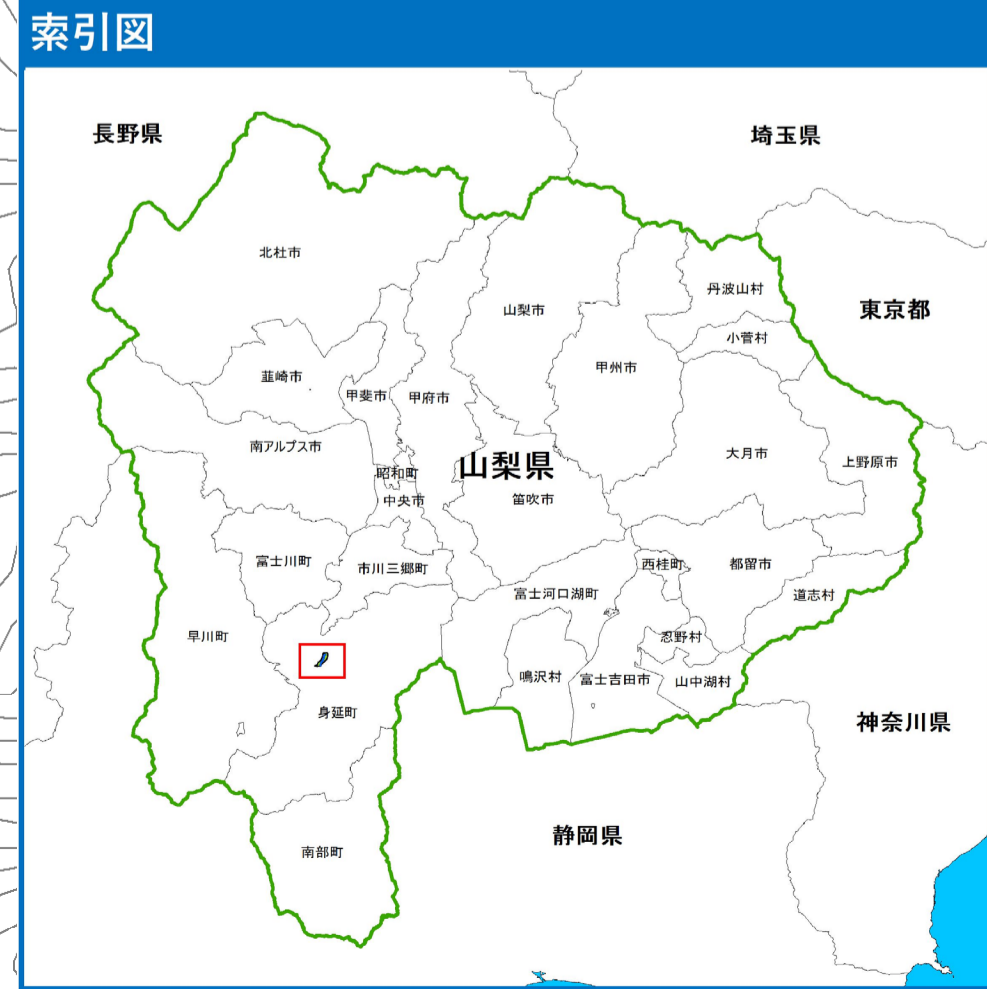 索引図
長野県
埼玉県
北杜市
丹波山村
山梨市
東京都
小菅村
甲州市
韮崎市
甲斐市
甲府市
南アルプス市
大月市
上野原市
山梨県
昭和町
笛吹市
中央市
富士川町
市川三郷町
西桂町
都留市
富士河口湖町
道志村
早川町
忍野村
鳴沢村
富士吉田市
山中湖村
身延町
神奈川県
静岡県
南部町